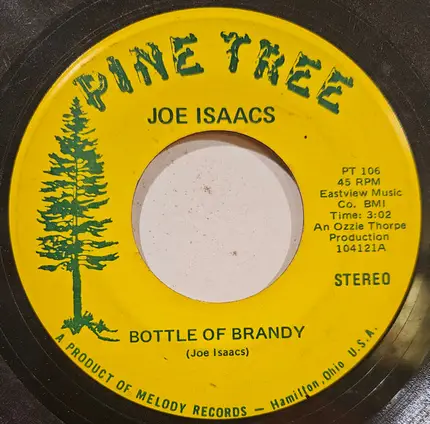 PINE TREE
JOE ISAACS
PT 106
45 RPM
Eastview Music
Co. BMI
Time: 3:02
An Ozzie Thorpe
Production
104121A
STEREO
BOTTLE OF BRANDY
(Joe Isaacs)
A PRODUCT OF MELODY RECORDS – Hamilton, Ohio U.S.A.